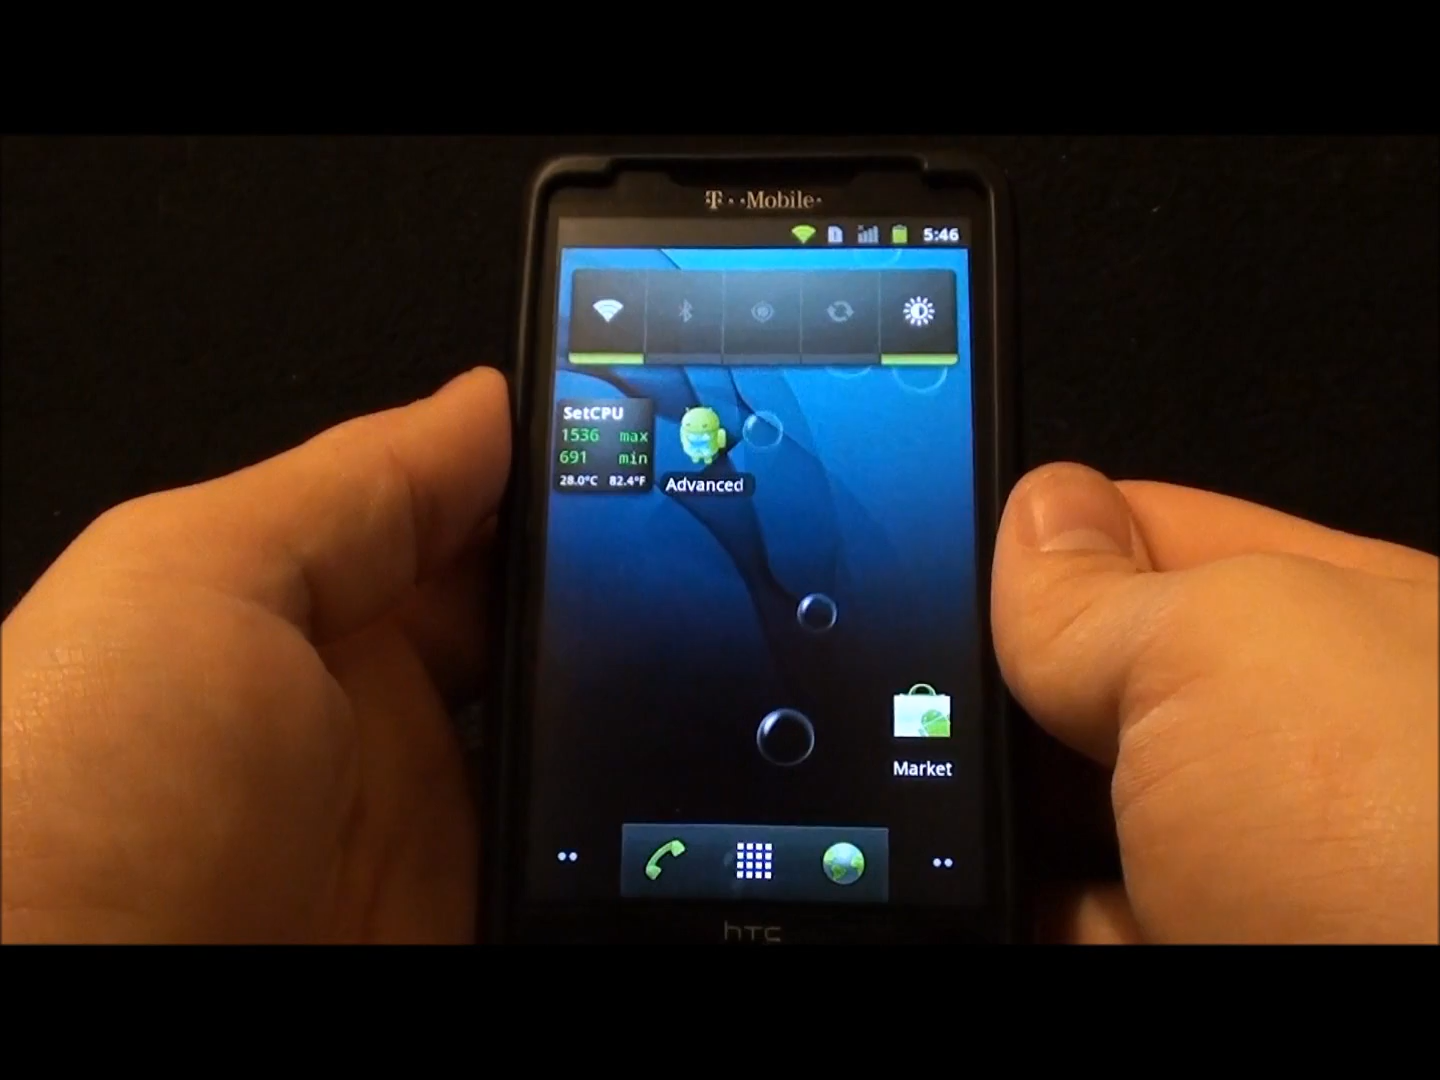 T··Mobile·
5:46
SetCPU
1536 max
691 min
28.0°C 82.4°F
Advanced
Market
hTC